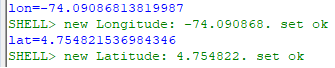 lon=-74.09086813819987
SHELL> new Longitude: -74.090868. set ok
lat=4.754821536984346
SHELL> new Latitude: 4.754822. set ok